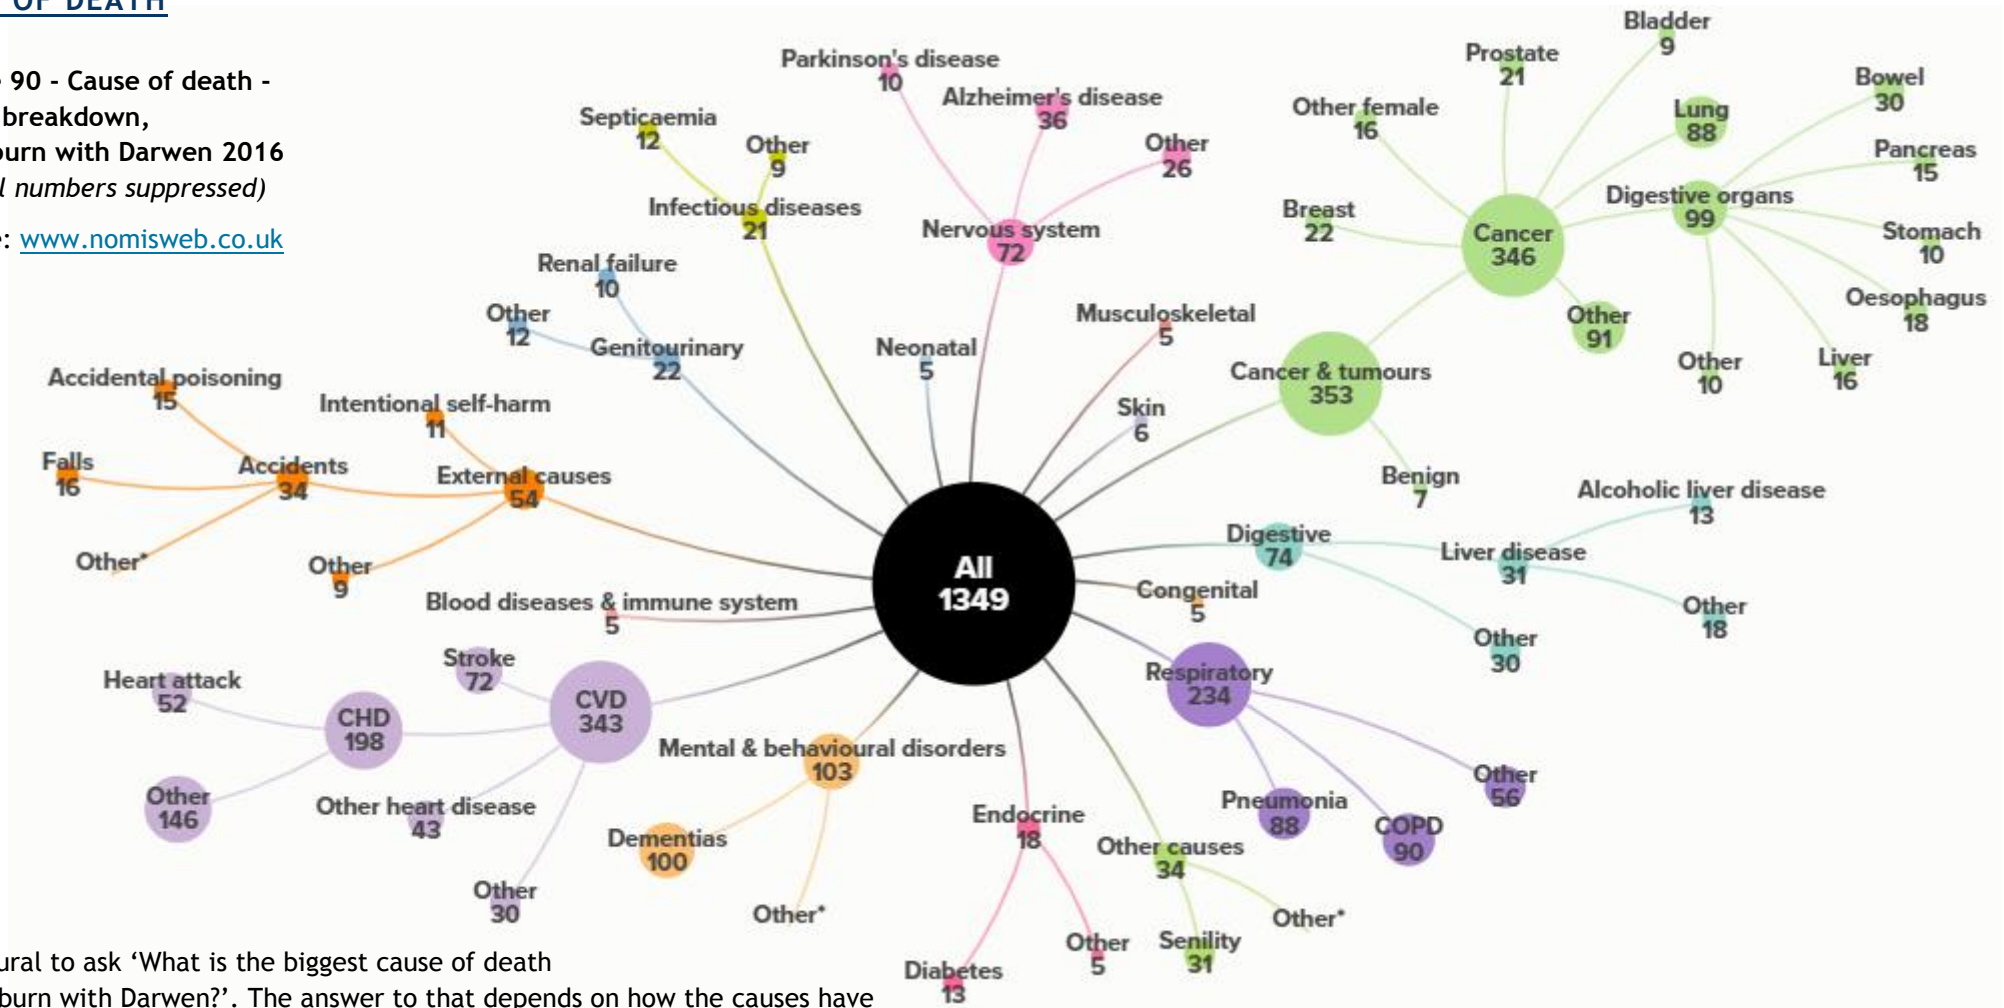 OF DEATH
90 - Cause of death -
breakdown,
burn with Darwen 2016
l numbers suppressed)
: www.nomisweb.co.uk
Parkinson's disease
10
Alzheimer's disease
36
Other
26
Nervous system
72
Septicaemia
12
Other
9
Infectious diseases
21
Renal failure
10
Other
12
Genitourinary
22
Neonatal
5
Musculoskeletal
5
Skin
6
Bladder
9
Prostate
21
Other female
16
Breast
22
Lung
88
Cancer
346
Other
91
Digestive organs
99
Bowel
30
Pancreas
15
Stomach
10
Oesophagus
18
Liver
16
Other
10
Cancer & tumours
353
Benign
7
Accidental poisoning
15
Intentional self-harm
11
Falls
16
Accidents
34
External causes
54
Other*
Other
9
Blood diseases & immune system
5
All
1349
Digestive
74
Liver disease
31
Alcoholic liver disease
13
Other
18
Other
30
Congenital
5
Respiratory
234
Pneumonia
88
COPD
90
Other
56
Stroke
72
CVD
343
Heart attack
52
CHD
198
Other
146
Other heart disease
43
Other
30
Mental & behavioural disorders
103
Dementias
100
Other*
Endocrine
18
Diabetes
13
Other
5
Other causes
34
Senility
31
Other*
ural to ask ‘What is the biggest cause of death
burn with Darwen?’. The answer to that depends on how the causes have